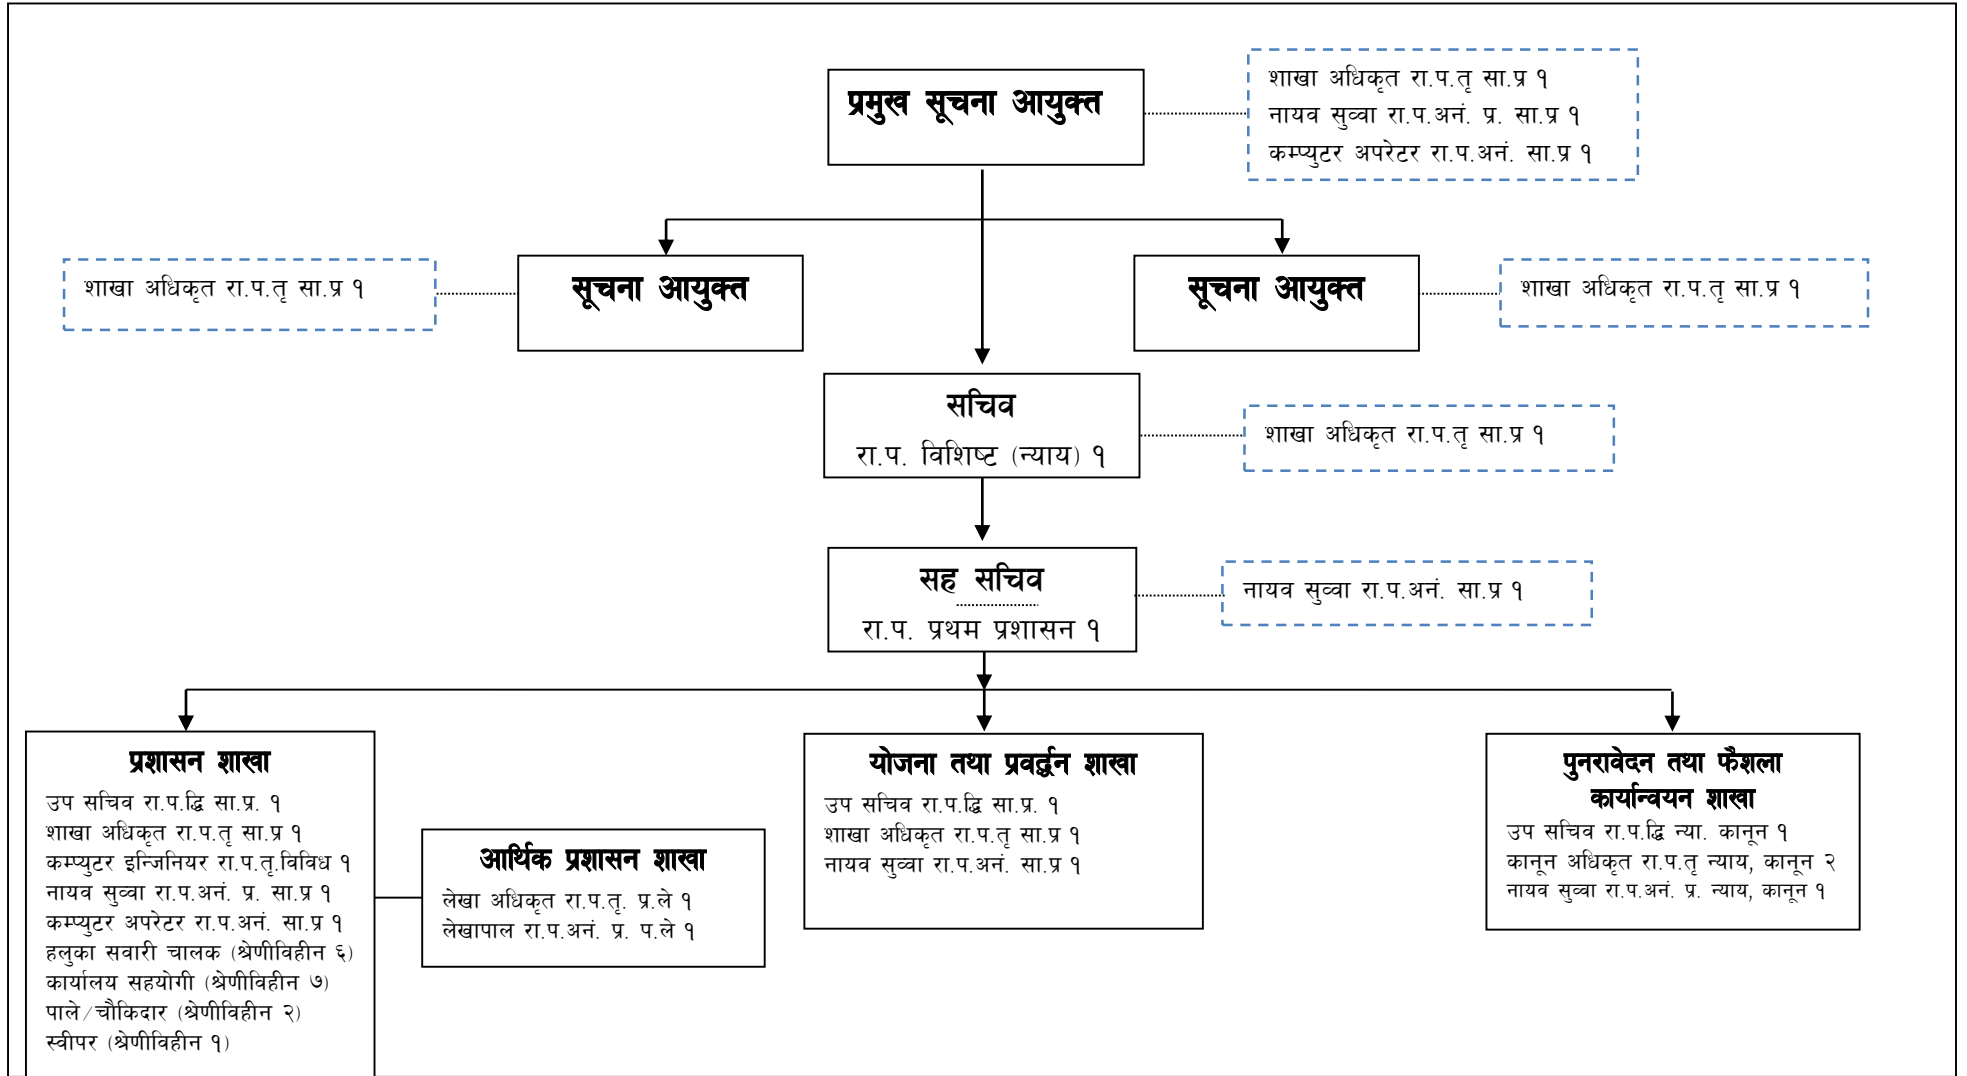 प्रमुख सूचना आयुक्त
शाखा अधिकृत रा.प.तृ सा.प्र १
नायव सुव्वा रा.प.अनं. प्र. सा.प्र १
कम्प्युटर अपरेटर रा.प.अनं. सा.प्र १
शाखा अधिकृत रा.प.तृ सा.प्र १
सूचना आयुक्त
सूचना आयुक्त
शाखा अधिकृत रा.प.तृ सा.प्र १
सचिव
रा.प. विशिष्ट (न्याय) १
शाखा अधिकृत रा.प.तृ सा.प्र १
सह सचिव
रा.प. प्रथम प्रशासन १
नायव सुव्वा रा.प.अनं. सा.प्र १
प्रशासन शाखा
उप सचिव रा.प.द्धि सा.प्र. १
शाखा अधिकृत रा.प.तृ सा.प्र १
कम्प्युटर इन्जिनियर रा.प.तृ.विविध १
नायव सुव्वा रा.प.अनं. प्र. सा.प्र १
कम्प्युटर अपरेटर रा.प.अनं. सा.प्र १
हलुका सवारी चालक (श्रेणीविहीन ६)
कार्यालय सहयोगी (श्रेणीविहीन ७)
पाले/चौकिदार (श्रेणीविहीन २)
स्वीपर (श्रेणीविहीन १)
आर्थिक प्रशासन शाखा
लेखा अधिकृत रा.प.तृ. प्र.ले १
लेखापाल रा.प.अनं. प्र. प.ले १
योजना तथा प्रवर्द्धन शाखा
उप सचिव रा.प.द्धि सा.प्र. १
शाखा अधिकृत रा.प.तृ सा.प्र १
नायव सुव्वा रा.प.अनं. सा.प्र १
पुनरावेदन तथा फैशला
कार्यान्वयन शाखा
उप सचिव रा.प.द्धि न्या. कानून १
कानून अधिकृत रा.प.तृ न्याय, कानून २
नायव सुव्वा रा.प.अनं. प्र. न्याय, कानून १